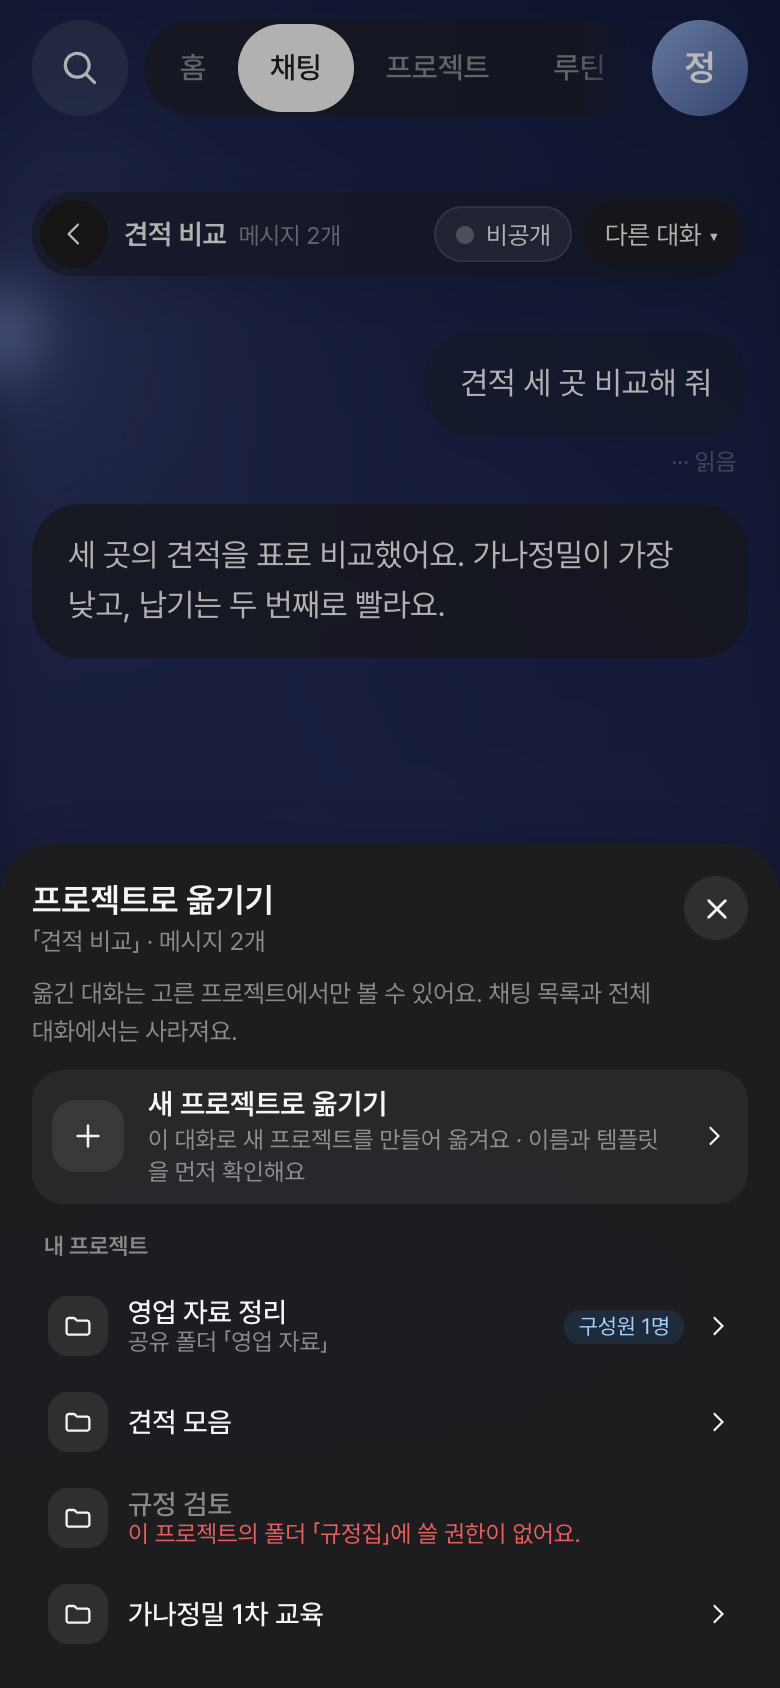 홈 채팅 프로젝트 루틴 정
견적 비교 메시지 2개 비공개 다른 대화 ▾
견적 세 곳 비교해 줘
··· 읽음
세 곳의 견적을 표로 비교했어요. 가나정밀이 가장
낮고, 납기는 두 번째로 빨라요.
프로젝트로 옮기기
「견적 비교」 · 메시지 2개
옮긴 대화는 고른 프로젝트에서만 볼 수 있어요. 채팅 목록과 전체
대화에서는 사라져요.
새 프로젝트로 옮기기
이 대화로 새 프로젝트를 만들어 옮겨요 · 이름과 템플릿
을 먼저 확인해요
내 프로젝트
영업 자료 정리
공유 폴더 「영업 자료」
구성원 1명
견적 모음
규정 검토
이 프로젝트의 폴더 「규정집」에 쓸 권한이 없어요.
가나정밀 1차 교육